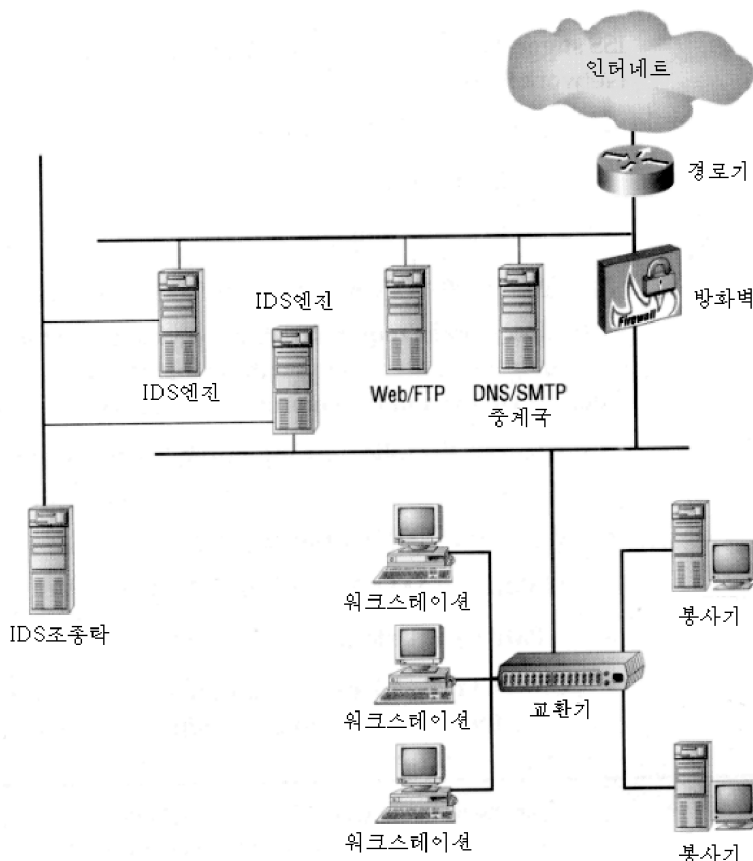 인터네트
경로기
방화벽
Firewall
IDS엔진
IDS엔진
Web/FTP
DNS/SMTP
중계국
IDS조종탁
워크스테이션
봉사기
워크스테이션
교환기
워크스테이션
봉사기